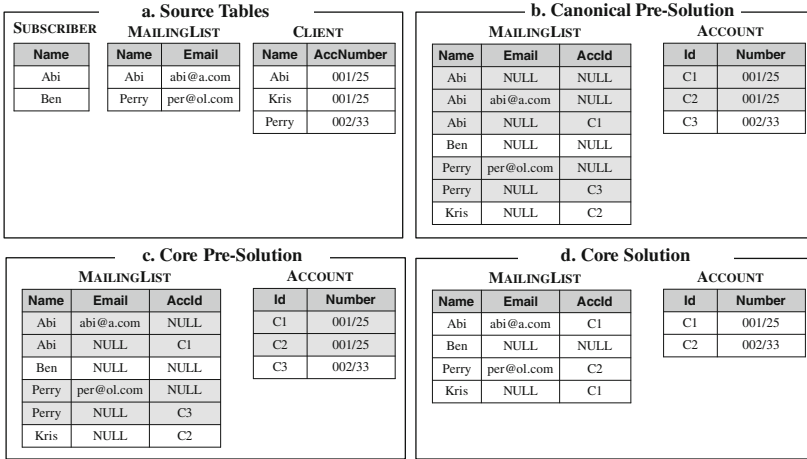 a. Source Tables
SUBSCRIBER
Name
Abi
Ben
MAILINGLIST
Name Email
Abi abi@a.com
Perry per@ol.com
CLIENT
Name AccNumber
Abi 001/25
Kris 001/25
Perry 002/33
b. Canonical Pre-Solution
MAILINGLIST
Name Email AccId
Abi NULL NULL
Abi abi@a.com NULL
Abi NULL C1
Ben NULL NULL
Perry per@ol.com NULL
Perry NULL C3
Kris NULL C2
ACCOUNT
Id Number
C1 001/25
C2 001/25
C3 002/33
c. Core Pre-Solution
MAILINGLIST
Name Email AccId
Abi abi@a.com NULL
Abi NULL C1
Ben NULL NULL
Perry per@ol.com NULL
Perry NULL C3
Kris NULL C2
ACCOUNT
Id Number
C1 001/25
C2 001/25
C3 002/33
d. Core Solution
MAILINGLIST
Name Email AccId
Abi abi@a.com C1
Ben NULL NULL
Perry per@ol.com C2
Kris NULL C1
ACCOUNT
Id Number
C1 001/25
C2 002/33